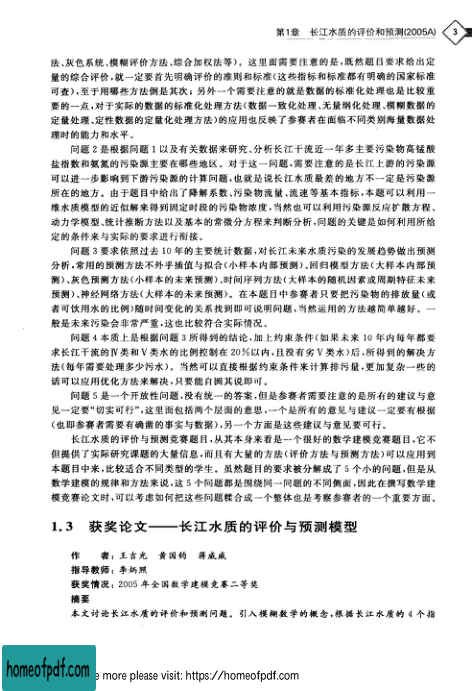 第1章 长江水质的评价和预测(2005A) 3
法、灰色系统、模糊评价方法、综合加权法等)。这里面需要注意的是,既然题目要求给出定
量的综合评价,就一定要首先明确评价的准则和标准(这些指标和标准都有明确的国家标准
可查),至于用哪些方法倒是其次;另外一个需要注意的就是数据的标准化处理也是比较重
要的一点,对于实际的数据的标准化处理方法(数据一致化处理、无量纲化处理、模糊数据的
定量处理、定性数据的定量化处理方法)的应用也反映了参赛者在面临不同类别海量数据处
理时的能力和水平。
问题2是根据问题1以及有关数据来研究、分析长江干流近一年多主要污染物高锰酸
盐指数和氨氮的污染源主要在哪些地区。对于这一问题,需要注意的是长江上游的污染源
可以进一步影响到下游污染源的计算问题,也就是说长江水质最差的地方不一定是污染源
所在的地方。由于题目中给出了降解系数、污染物流量、流速等基本指标,本题可以利用一
维水质模型的近似解来得到固定时段的污染物浓度,当然也可以利用污染源反应扩散方程、
动力学模型、统计推断方法以及基本的常微分方程来判断分析,问题的关键是如何利用所给
定的条件来与实际的要求进行衔接。
问题3要求依照过去10年的主要统计数据,对长江未来水质污染的发展趋势做出预测
分析,常用的预测方法不外乎插值与拟合(小样本内部预测)、回归模型方法(大样本内部预
测)、灰色预测方法(小样本的未来预测)、时间序列方法(大样本的随机因素或周期特征未来
预测)、神经网络方法(大样本的未来预测)。在本题目中参赛者只要把污染物的排放量(或
者可饮用水的比例)随时间变化的关系找到即可说明问题,当然运用的方法越简单越好。一
般是未来污染会非常严重,这也比较符合实际情况。
问题4本质上是根据问题3所得到的结论,加上约束条件(如果未来10年内每年都要
求长江干流的Ⅳ类和Ⅴ类水的比例控制在20%以内,且没有劣Ⅴ类水)后,所得到的解决方
法(每年需要处理多少污水)。当然可以直接根据约束条件来计算排污量,更加复杂一些的
话可以应用优化方法来解决,只要能自圆其说即可。
问题5是一个开放性问题,没有统一的答案,但是参赛者需要注意的是所有的建议与意
见一定要“切实可行”,这里面包括两个层面的意思,一个是所有的意见与建议一定要有根据
(也即参赛者需要有确凿的事实与数据),另一个方面是这些建议与意见要可行。
长江水质的评价与预测竞赛题目,从其本身来看是一个很好的数学建模竞赛题目,它不
但提供了实际研究课题的大量信息,而且有大量的方法(评价方法与预测方法)可以应用到
本题目中来,比较适合不同类型的学生。虽然题目的要求被分解成了5个小的问题,但是从
数学建模的规律和方法来说,这5个问题都是围绕同一问题的不同侧面,因此在撰写数学建
模竞赛论文时,可以考虑如何把这些问题糅合成一个整体也是考察参赛者的一个重要方面。
1.3 获奖论文——长江水质的评价与预测模型
作 者:王吉光 黄国钧 蒋威威
指导教师:李炳照
获奖情况:2005年全国数学建模竞赛二等奖
摘要
本文讨论长江水质的评价和预测问题。引入模糊数学的概念,根据长江水质的4个指
homeofpdf.com
e more please visit: https://homeofpdf.com